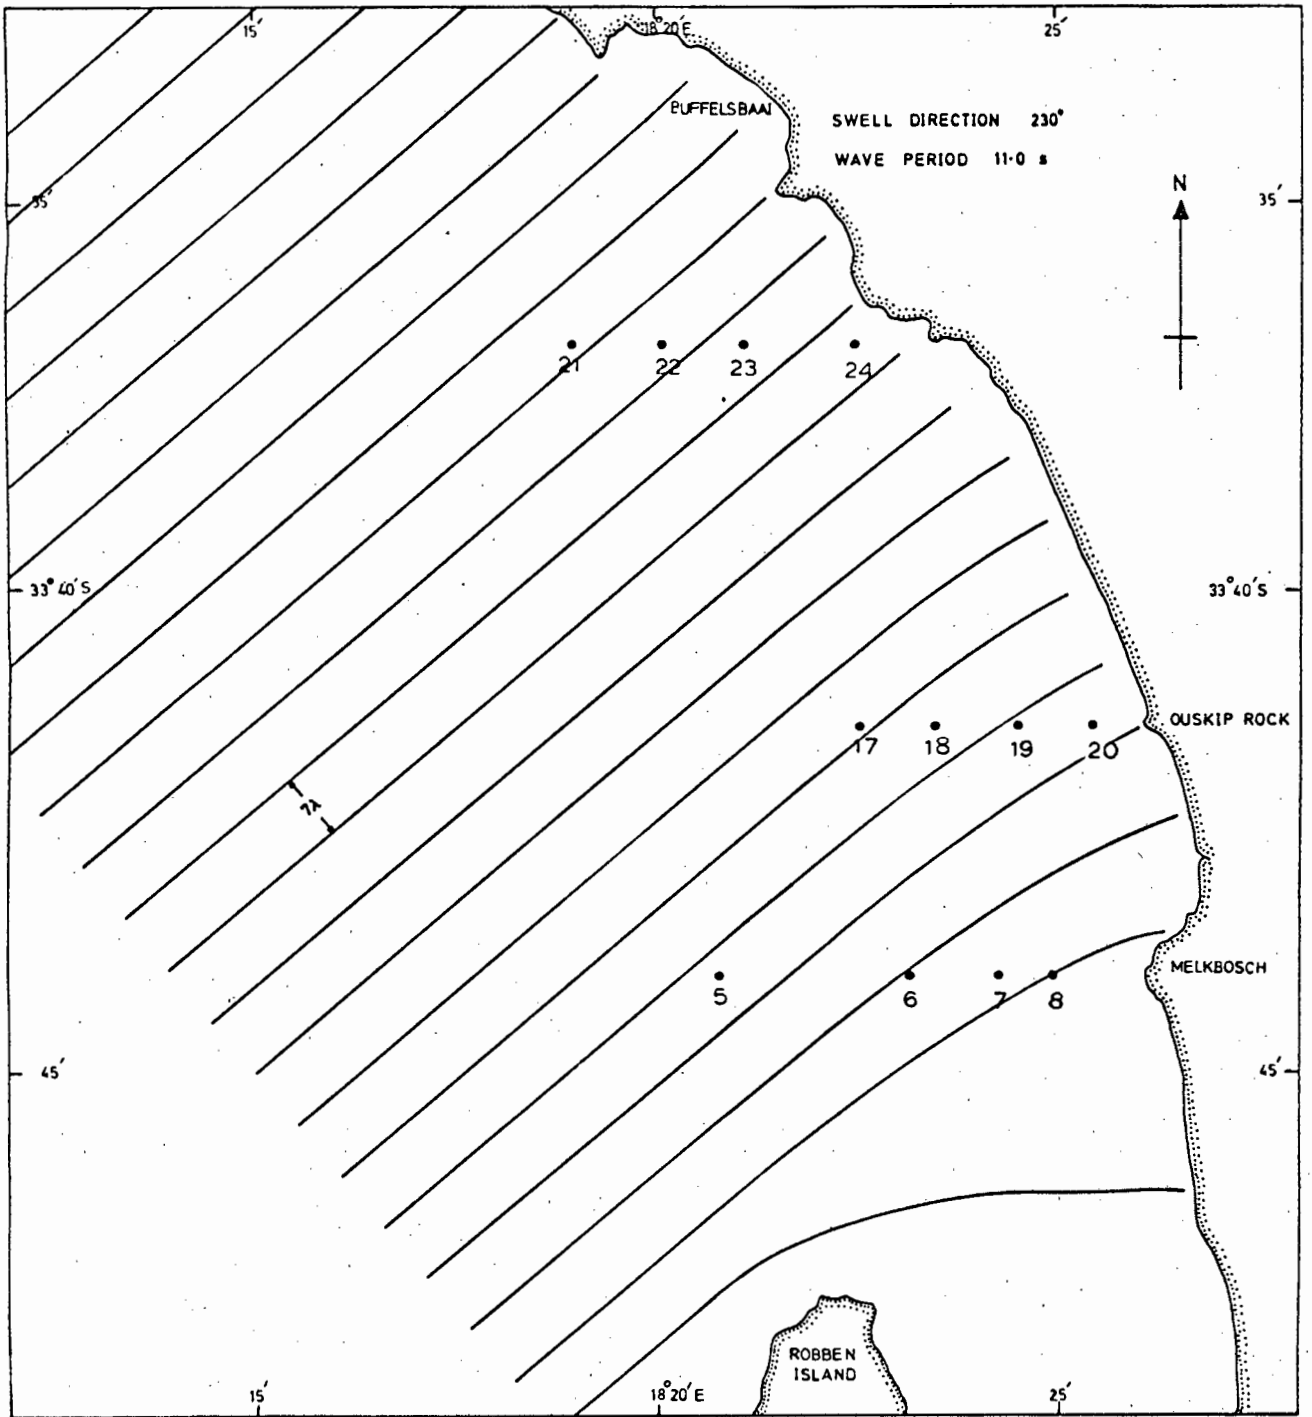 15′
18°20′E
25′
BUFFELSBAAI
SWELL DIRECTION 230°
WAVE PERIOD 11·0 s
N
35′
35′
21
22
23
24
33°40′S
33°40′S
OUSKIP ROCK
17
18
19
20
7λ
MELKBOSCH
5
6
7
8
45′
45′
ROBBEN
ISLAND
15′
18°20′E
25′